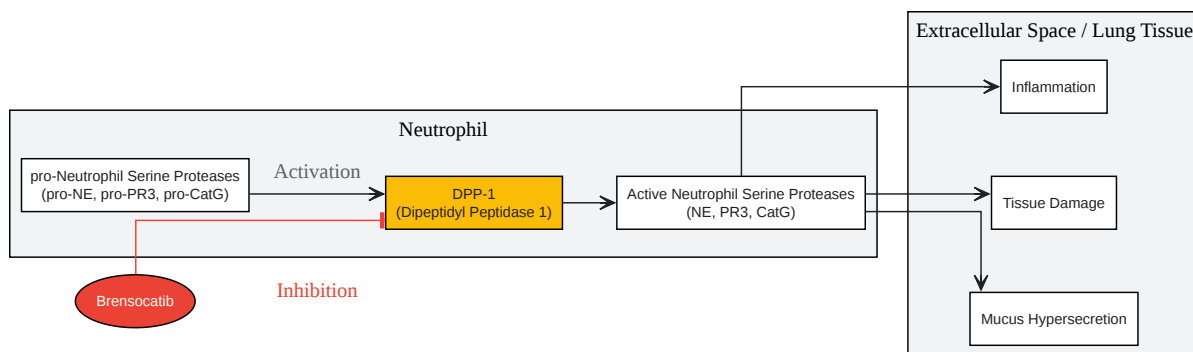 Extracellular Space / Lung Tissue
Inflammation
Neutrophil
pro-Neutrophil Serine Proteases
(pro-NE, pro-PR3, pro-CatG)
Activation
DPP-1
(Dipeptidyl Peptidase 1)
Active Neutrophil Serine Proteases
(NE, PR3, CatG)
Tissue Damage
Brensocatib
Inhibition
Mucus Hypersecretion